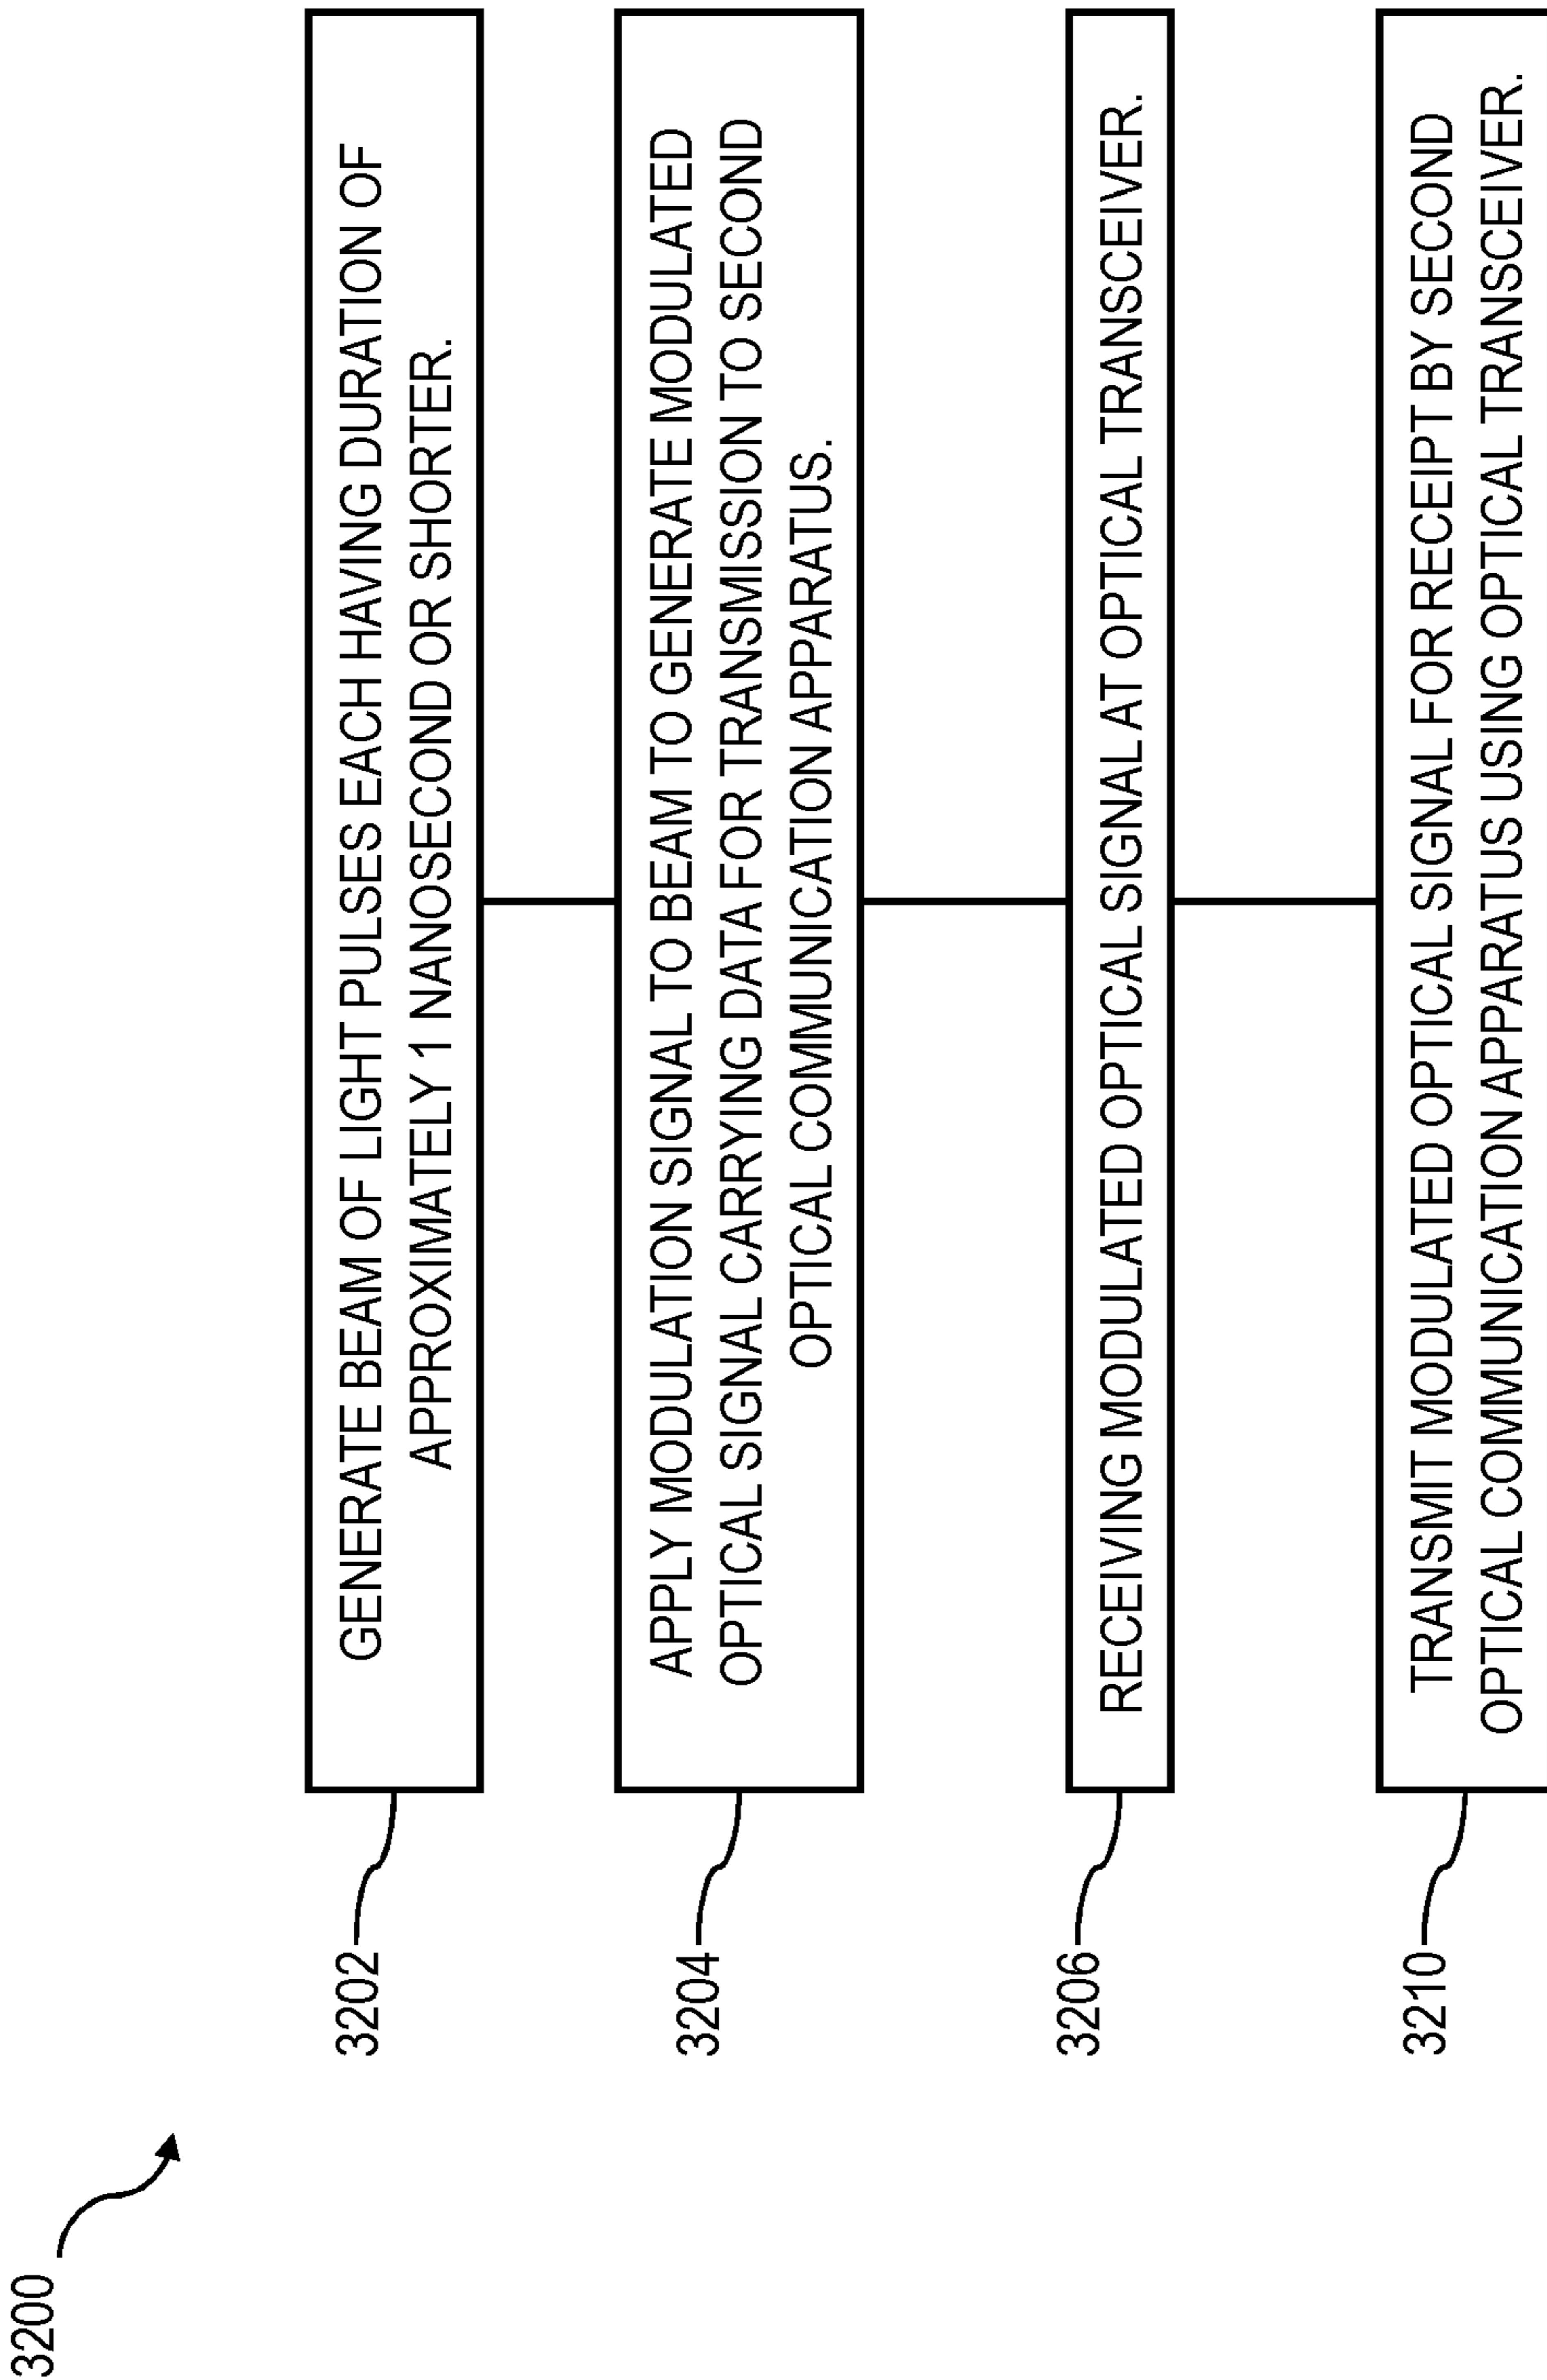 3200
3202
GENERATE BEAM OF LIGHT PULSES EACH HAVING DURATION OF
APPROXIMATELY 1 NANOSECOND OR SHORTER.
3204
APPLY MODULATION SIGNAL TO BEAM TO GENERATE MODULATED
OPTICAL SIGNAL CARRYING DATA FOR TRANSMISSION TO SECOND
OPTICAL COMMUNICATION APPARATUS.
3206
RECEIVING MODULATED OPTICAL SIGNAL AT OPTICAL TRANSCEIVER.
3210
TRANSMIT MODULATED OPTICAL SIGNAL FOR RECEIPT BY SECOND
OPTICAL COMMUNICATION APPARATUS USING OPTICAL TRANSCEIVER.